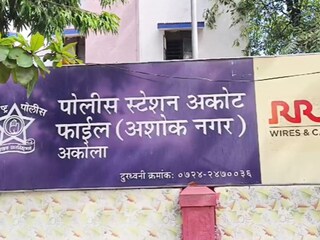 पोलीस स्टेशन अकोट
फाईल (अशोक नगर)
अकोला
दुरध्वनी क्रमांक: ०७२४-२४७००३६
पोलीस
RR
WIRES & C